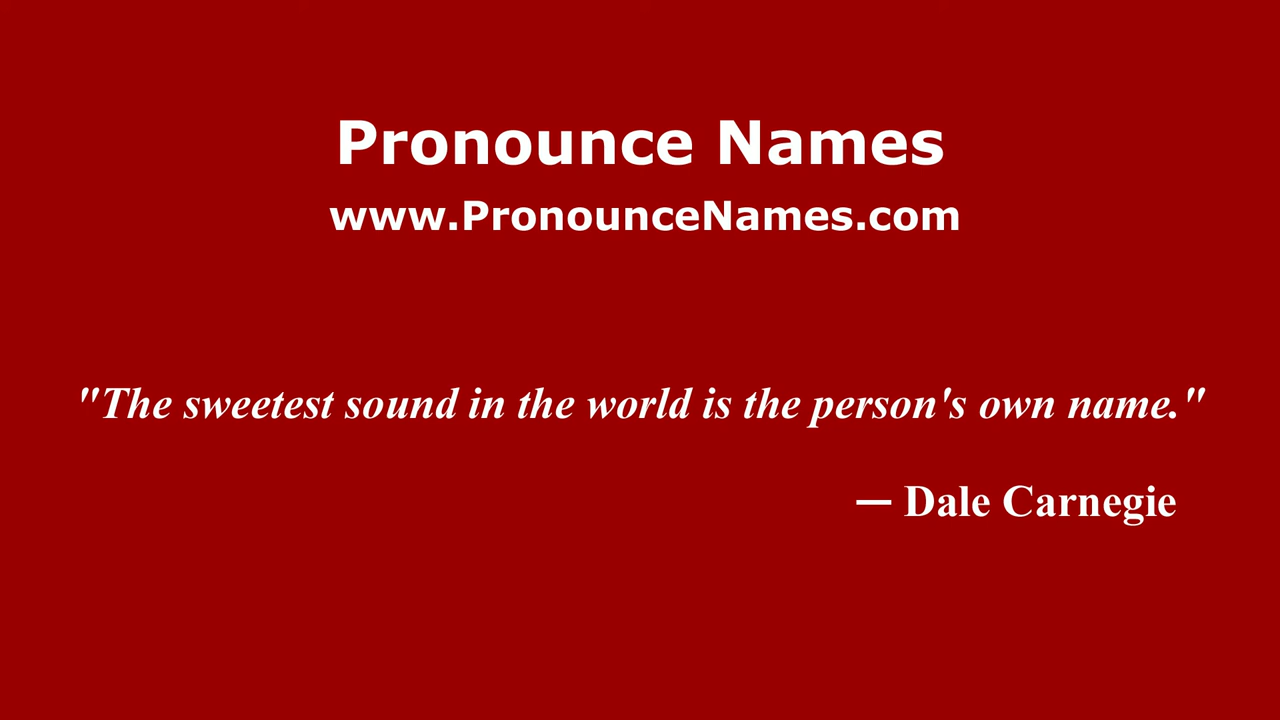 Pronounce Names
www.PronounceNames.com
"The sweetest sound in the world is the person's own name."
— Dale Carnegie